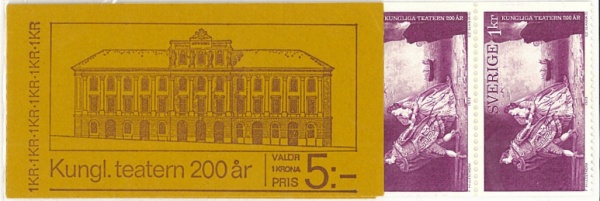 1KR·1KR·1KR·1KR·1KR·1KR·1KR
Kungl. teatern 200 år
VALÖR
1 KRONA
PRIS
5:-
KUNGLIGA TEATERN 200 ÅR
KUNGLIGA TEATERN 200 ÅR
SVERIGE 1kr